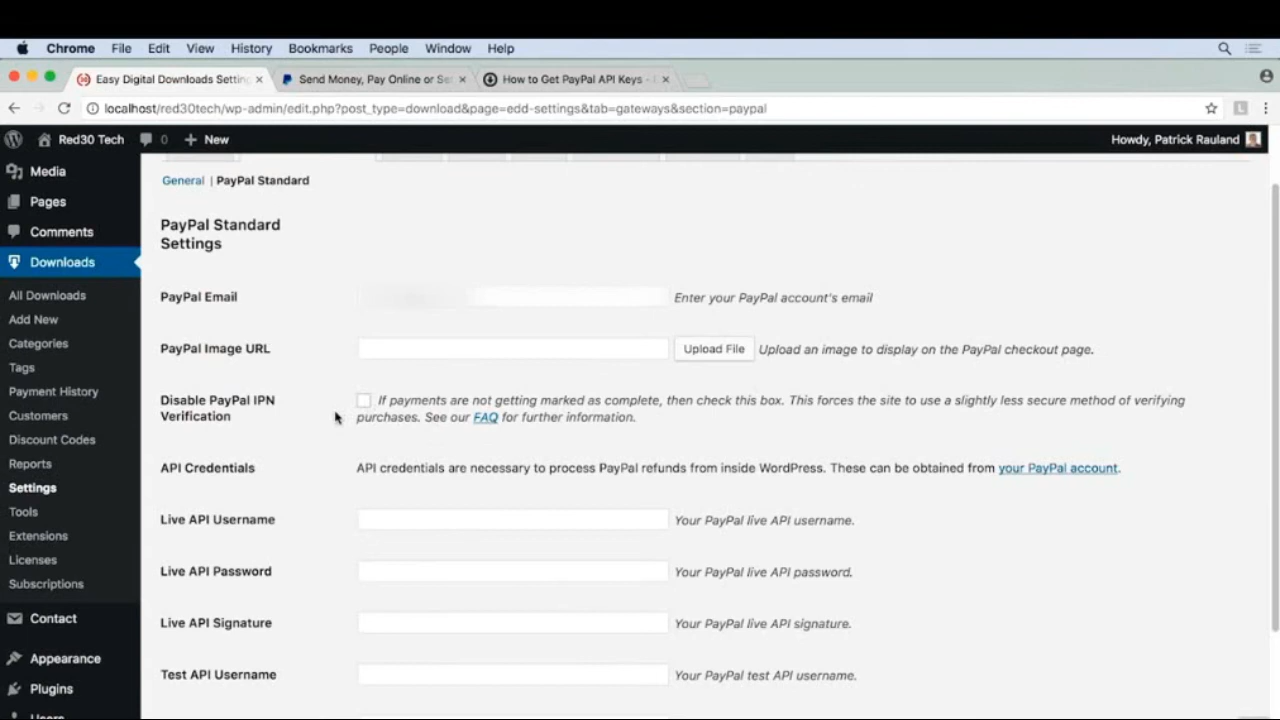 Chrome File Edit View History Bookmarks People Window Help
Easy Digital Downloads Settin
Send Money, Pay Online or Se
How to Get PayPal API Keys -
localhost/red30tech/wp-admin/edit.php?post_type=download&page=edd-settings&tab=gateways&section=paypal
Red30 Tech 0 + New
Howdy, Patrick Rauland
Media
Pages
Comments
Downloads
All Downloads
Add New
Categories
Tags
Payment History
Customers
Discount Codes
Reports
Settings
Tools
Extensions
Licenses
Subscriptions
Contact
Appearance
Plugins
Users
General | PayPal Standard
PayPal Standard
Settings
PayPal Email
Enter your PayPal account's email
PayPal Image URL
Upload File Upload an image to display on the PayPal checkout page.
Disable PayPal IPN
Verification
If payments are not getting marked as complete, then check this box. This forces the site to use a slightly less secure method of verifying
purchases. See our FAQ for further information.
API Credentials
API credentials are necessary to process PayPal refunds from inside WordPress. These can be obtained from your PayPal account.
Live API Username
Your PayPal live API username.
Live API Password
Your PayPal live API password.
Live API Signature
Your PayPal live API signature.
Test API Username
Your PayPal test API username.